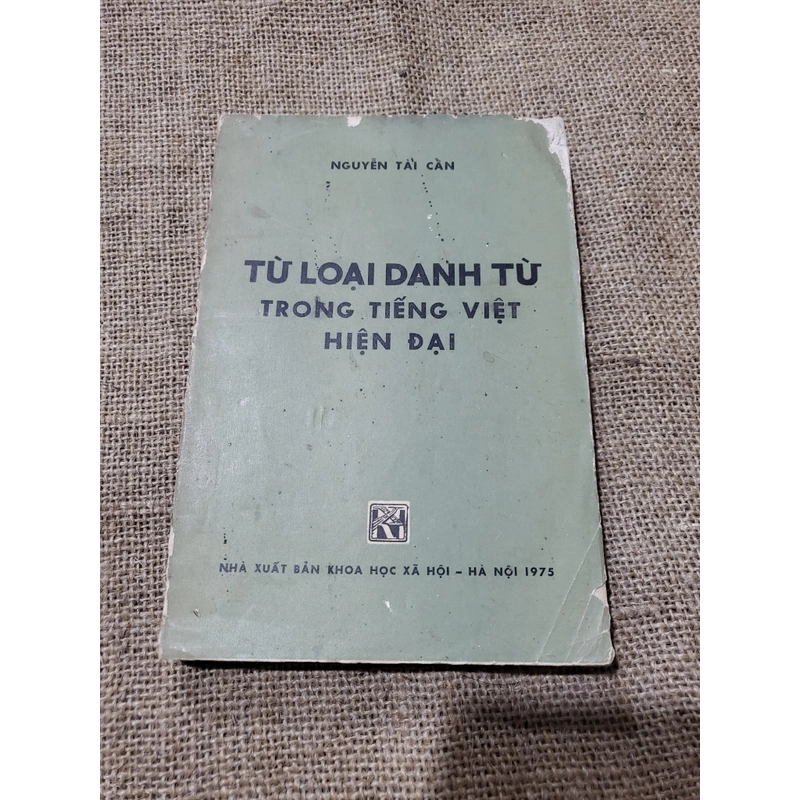 NGUYỄN TÀI CẨN
TỪ LOẠI DANH TỪ
TRONG TIẾNG VIỆT
HIỆN ĐẠI
NHÀ XUẤT BẢN KHOA HỌC XÃ HỘI – HÀ NỘI 1975